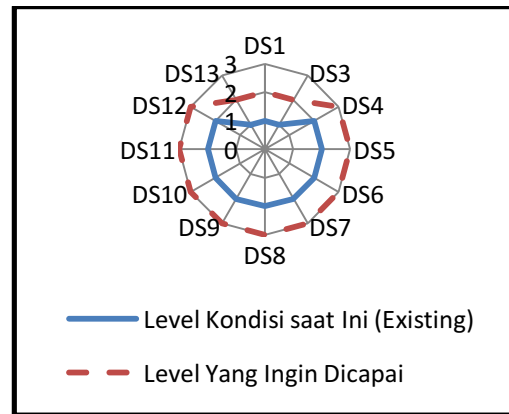 DS1
DS3
DS4
DS5
DS6
DS7
DS8
DS9
DS10
DS11
DS12
DS13
3
2
1
0
Level Kondisi saat Ini (Existing)
Level Yang Ingin Dicapai